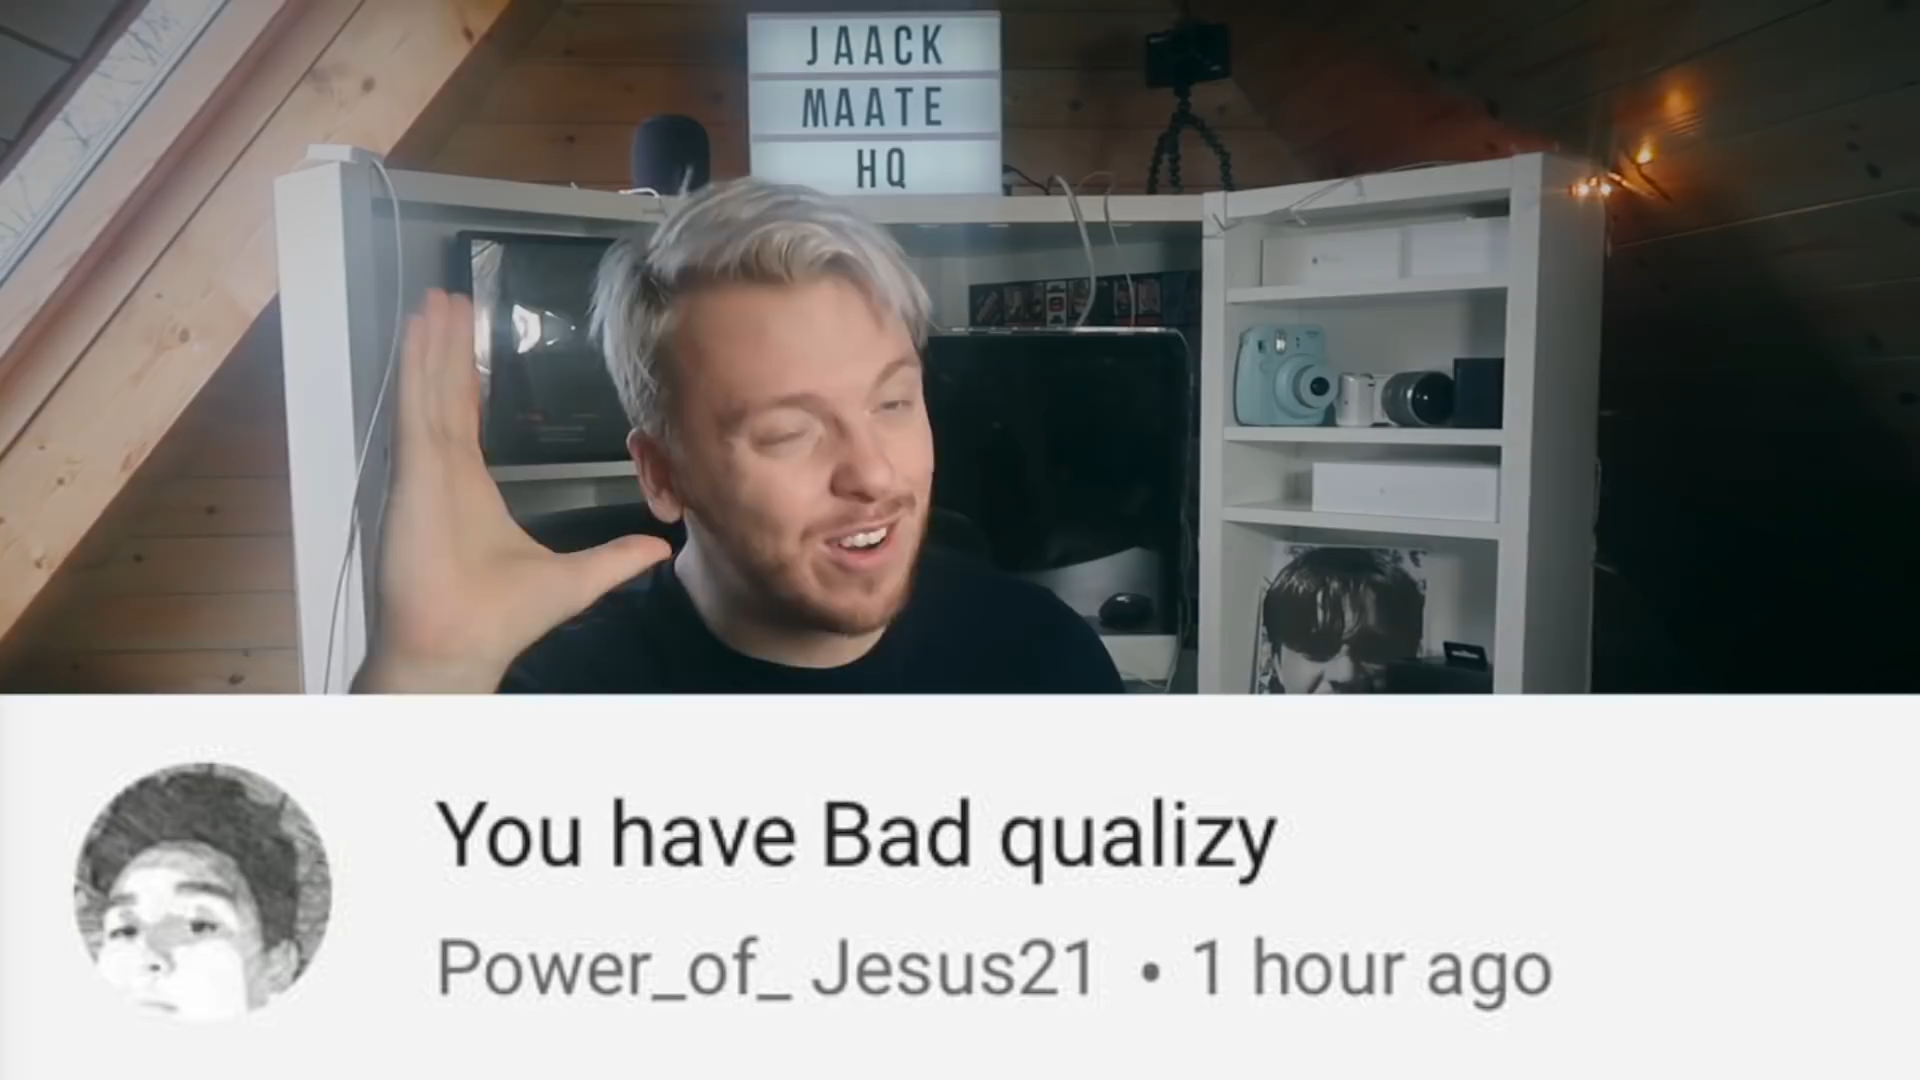 JAACK
MAATE
HQ
You have Bad qualizy
Power_of_ Jesus21 • 1 hour ago